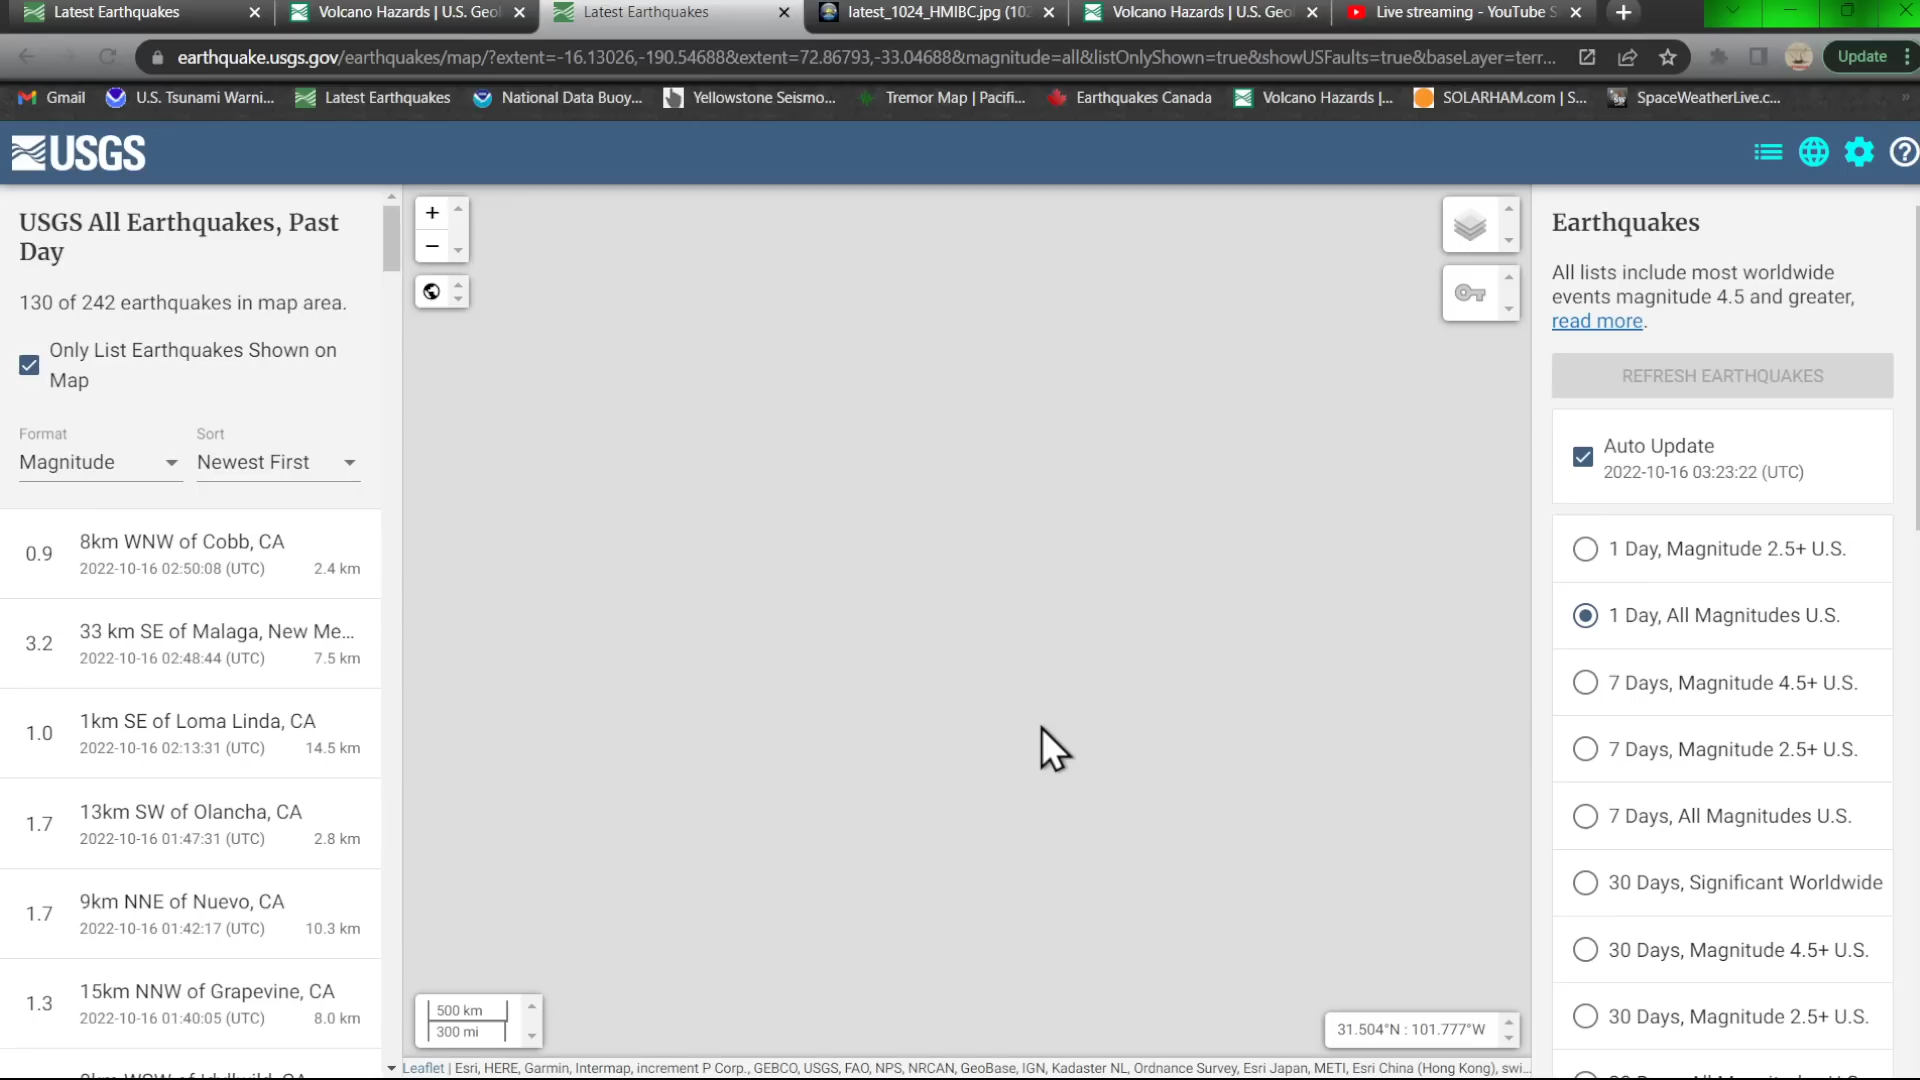 Latest Earthquakes
Volcano Hazards | U.S. Geol
Latest Earthquakes
latest_1024_HMIBC.jpg (102
Volcano Hazards | U.S. Geo
Live streaming - YouTube S
earthquake.usgs.gov/earthquakes/map/?extent=-16.13026,-190.54688&extent=72.86793,-33.04688&magnitude=all&listOnlyShown=true&showUSFaults=true&baseLayer=terr...
Update
Gmail
U.S. Tsunami Warni...
Latest Earthquakes
National Data Buoy...
Yellowstone Seismo...
Tremor Map | Pacifi...
Earthquakes Canada
Volcano Hazards |...
SOLARHAM.com | S...
SpaceWeatherLive.c...
USGS
USGS All Earthquakes, Past
Day
130 of 242 earthquakes in map area.
Only List Earthquakes Shown on
Map
Format
Sort
Magnitude
Newest First
0.9
8km WNW of Cobb, CA
2022-10-16 02:50:08 (UTC)
2.4 km
3.2
33 km SE of Malaga, New Me...
2022-10-16 02:48:44 (UTC)
7.5 km
1.0
1km SE of Loma Linda, CA
2022-10-16 02:13:31 (UTC)
14.5 km
1.7
13km SW of Olancha, CA
2022-10-16 01:47:31 (UTC)
2.8 km
1.7
9km NNE of Nuevo, CA
2022-10-16 01:42:17 (UTC)
10.3 km
1.3
15km NNW of Grapevine, CA
2022-10-16 01:40:05 (UTC)
8.0 km
+
−
500 km
300 mi
31.504°N : 101.777°W
Leaflet | Esri, HERE, Garmin, Intermap, increment P Corp., GEBCO, USGS, FAO, NPS, NRCAN, GeoBase, IGN, Kadaster NL, Ordnance Survey, Esri Japan, METI, Esri China (Hong Kong), swi...
Earthquakes
All lists include most worldwide
events magnitude 4.5 and greater,
read more.
REFRESH EARTHQUAKES
Auto Update
2022-10-16 03:23:22 (UTC)
1 Day, Magnitude 2.5+ U.S.
1 Day, All Magnitudes U.S.
7 Days, Magnitude 4.5+ U.S.
7 Days, Magnitude 2.5+ U.S.
7 Days, All Magnitudes U.S.
30 Days, Significant Worldwide
30 Days, Magnitude 4.5+ U.S.
30 Days, Magnitude 2.5+ U.S.